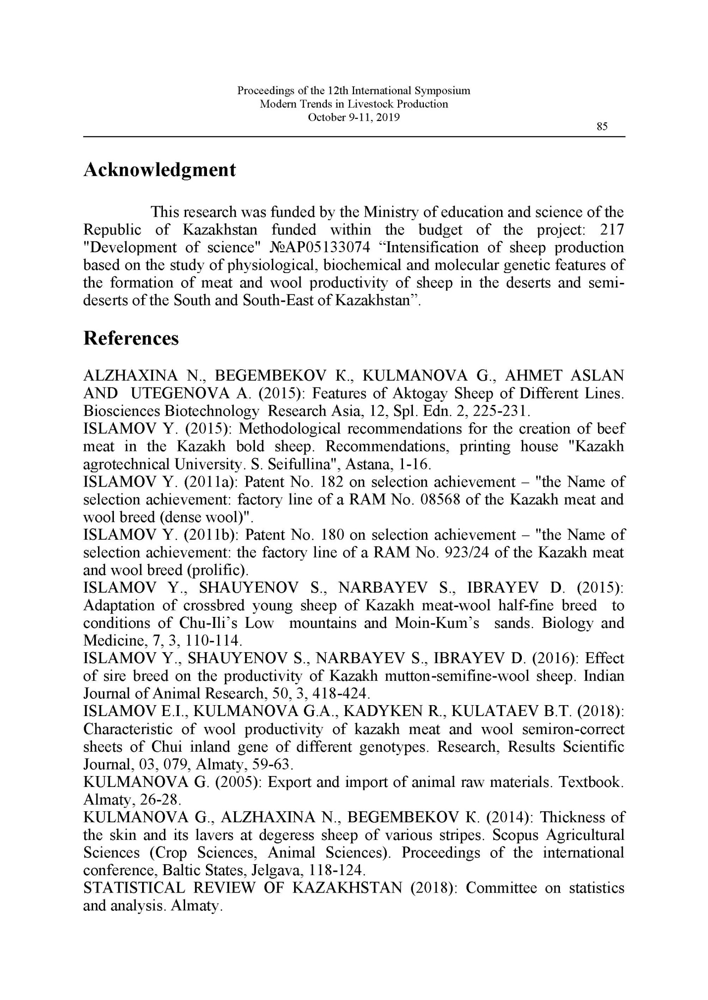 Proceedings of the 12th International Symposium
Modern Trends in Livestock Production
October 9-11, 2019
85
Acknowledgment
This research was funded by the Ministry of education and science of the
Republic of Kazakhstan funded within the budget of the project: 217
"Development of science" №AP05133074 “Intensification of sheep production
based on the study of physiological, biochemical and molecular genetic features of
the formation of meat and wool productivity of sheep in the deserts and semi-
deserts of the South and South-East of Kazakhstan”.
References
ALZHAXINA N., BEGEMBEKOV K., KULMANOVA G., AHMET ASLAN
AND UTEGENOVA A. (2015): Features of Aktogay Sheep of Different Lines.
Biosciences Biotechnology Research Asia, 12, Spl. Edn. 2, 225-231.
ISLAMOV Y. (2015): Methodological recommendations for the creation of beef
meat in the Kazakh bold sheep. Recommendations, printing house "Kazakh
agrotechnical University. S. Seifullina", Astana, 1-16.
ISLAMOV Y. (2011a): Patent No. 182 on selection achievement – "the Name of
selection achievement: factory line of a RAM No. 08568 of the Kazakh meat and
wool breed (dense wool)".
ISLAMOV Y. (2011b): Patent No. 180 on selection achievement – "the Name of
selection achievement: the factory line of a RAM No. 923/24 of the Kazakh meat
and wool breed (prolific).
ISLAMOV Y., SHAUYENOV S., NARBAYEV S., IBRAYEV D. (2015):
Adaptation of crossbred young sheep of Kazakh meat-wool half-fine breed to
conditions of Chu-Ili’s Low mountains and Moin-Kum’s sands. Biology and
Medicine, 7, 3, 110-114.
ISLAMOV Y., SHAUYENOV S., NARBAYEV S., IBRAYEV D. (2016): Effect
of sire breed on the productivity of Kazakh mutton-semifine-wool sheep. Indian
Journal of Animal Research, 50, 3, 418-424.
ISLAMOV E.I., KULMANOVA G.A., KADYKEN R., KULATAEV B.T. (2018):
Characteristic of wool productivity of kazakh meat and wool semiron-correct
sheets of Chui inland gene of different genotypes. Research, Results Scientific
Journal, 03, 079, Almaty, 59-63.
KULMANOVA G. (2005): Export and import of animal raw materials. Textbook.
Almaty, 26-28.
KULMANOVA G., ALZHAXINA N., BEGEMBEKOV K. (2014): Thickness of
the skin and its lavers at degeress sheep of various stripes. Scopus Agricultural
Sciences (Crop Sciences, Animal Sciences). Proceedings of the international
conference, Baltic States, Jelgava, 118-124.
STATISTICAL REVIEW OF KAZAKHSTAN (2018): Committee on statistics
and analysis. Almaty.